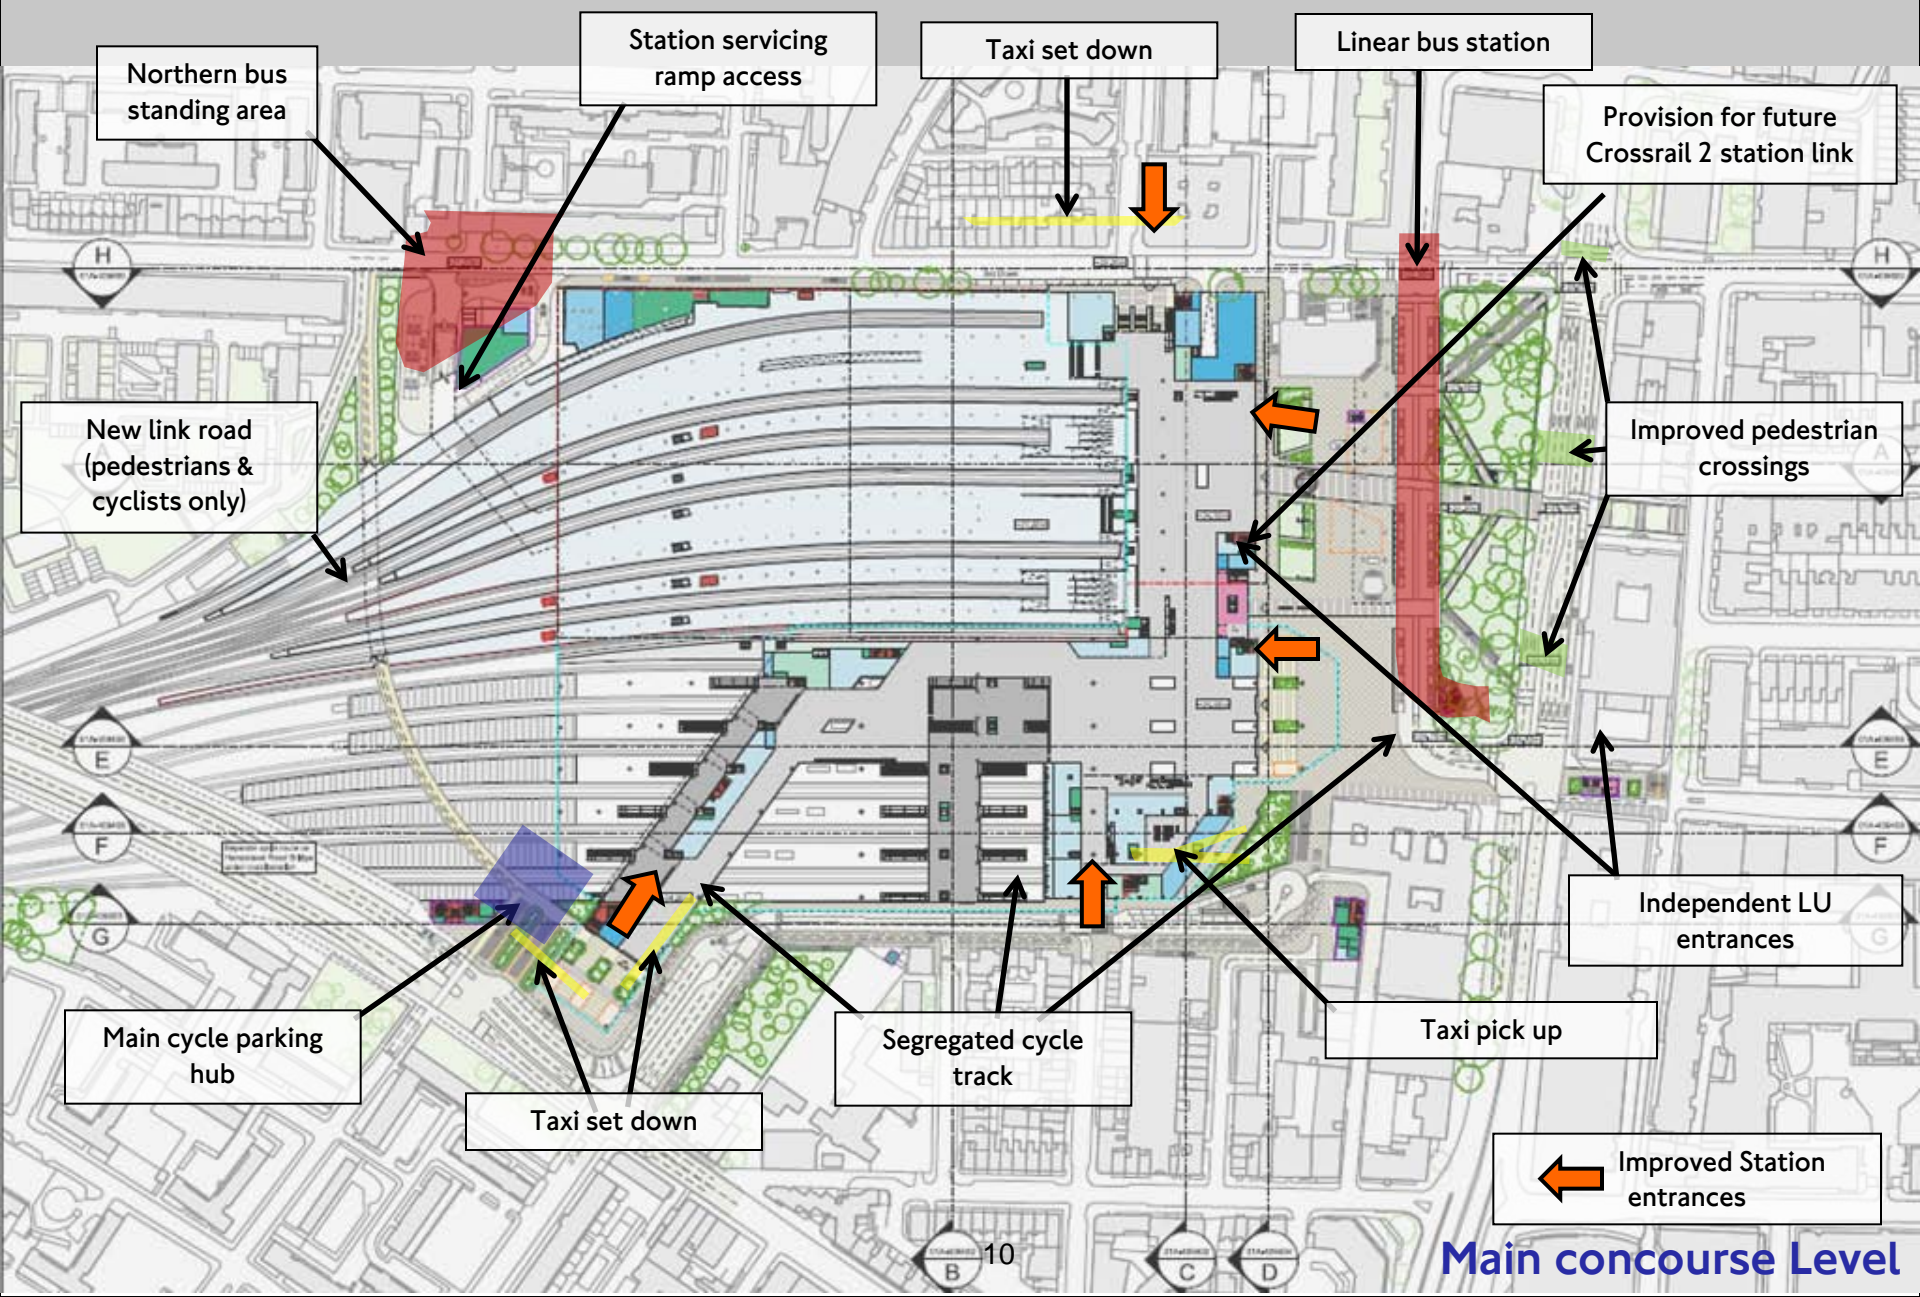 Northern bus
standing area
Station servicing
ramp access
Taxi set down
Linear bus station
Provision for future
Crossrail 2 station link
H
H
New link road
(pedestrians &
cyclists only)
Improved pedestrian
crossings
A
A
E
E
F
F
G
G
Independent LU
entrances
Main cycle parking
hub
Taxi set down
Segregated cycle
track
Taxi pick up
Improved Station
entrances
B
10
C
D
Main concourse Level